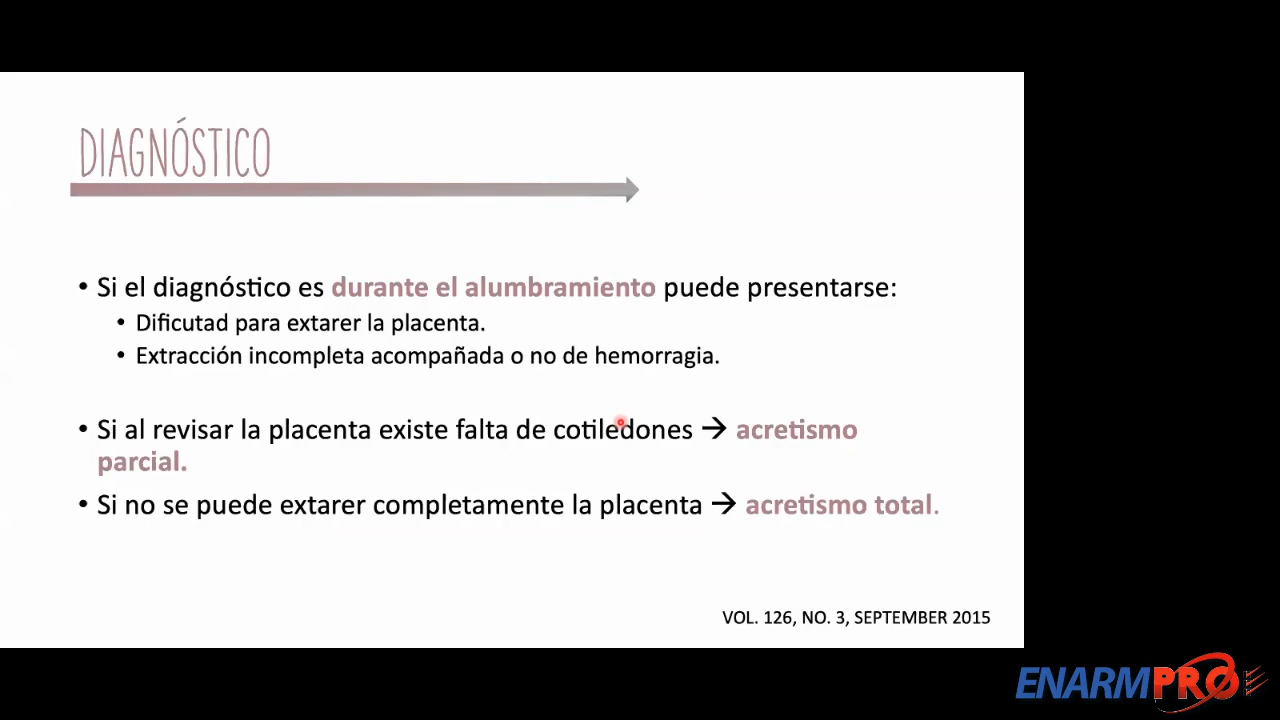 DIAGNÓSTICO
• Si el diagnóstico es durante el alumbramiento puede presentarse:
• Dificutad para extarer la placenta.
• Extracción incompleta acompañada o no de hemorragia.
• Si al revisar la placenta existe falta de cotiledones → acretismo
parcial.
• Si no se puede extarer completamente la placenta → acretismo total.
VOL. 126, NO. 3, SEPTEMBER 2015
ENARMPRO